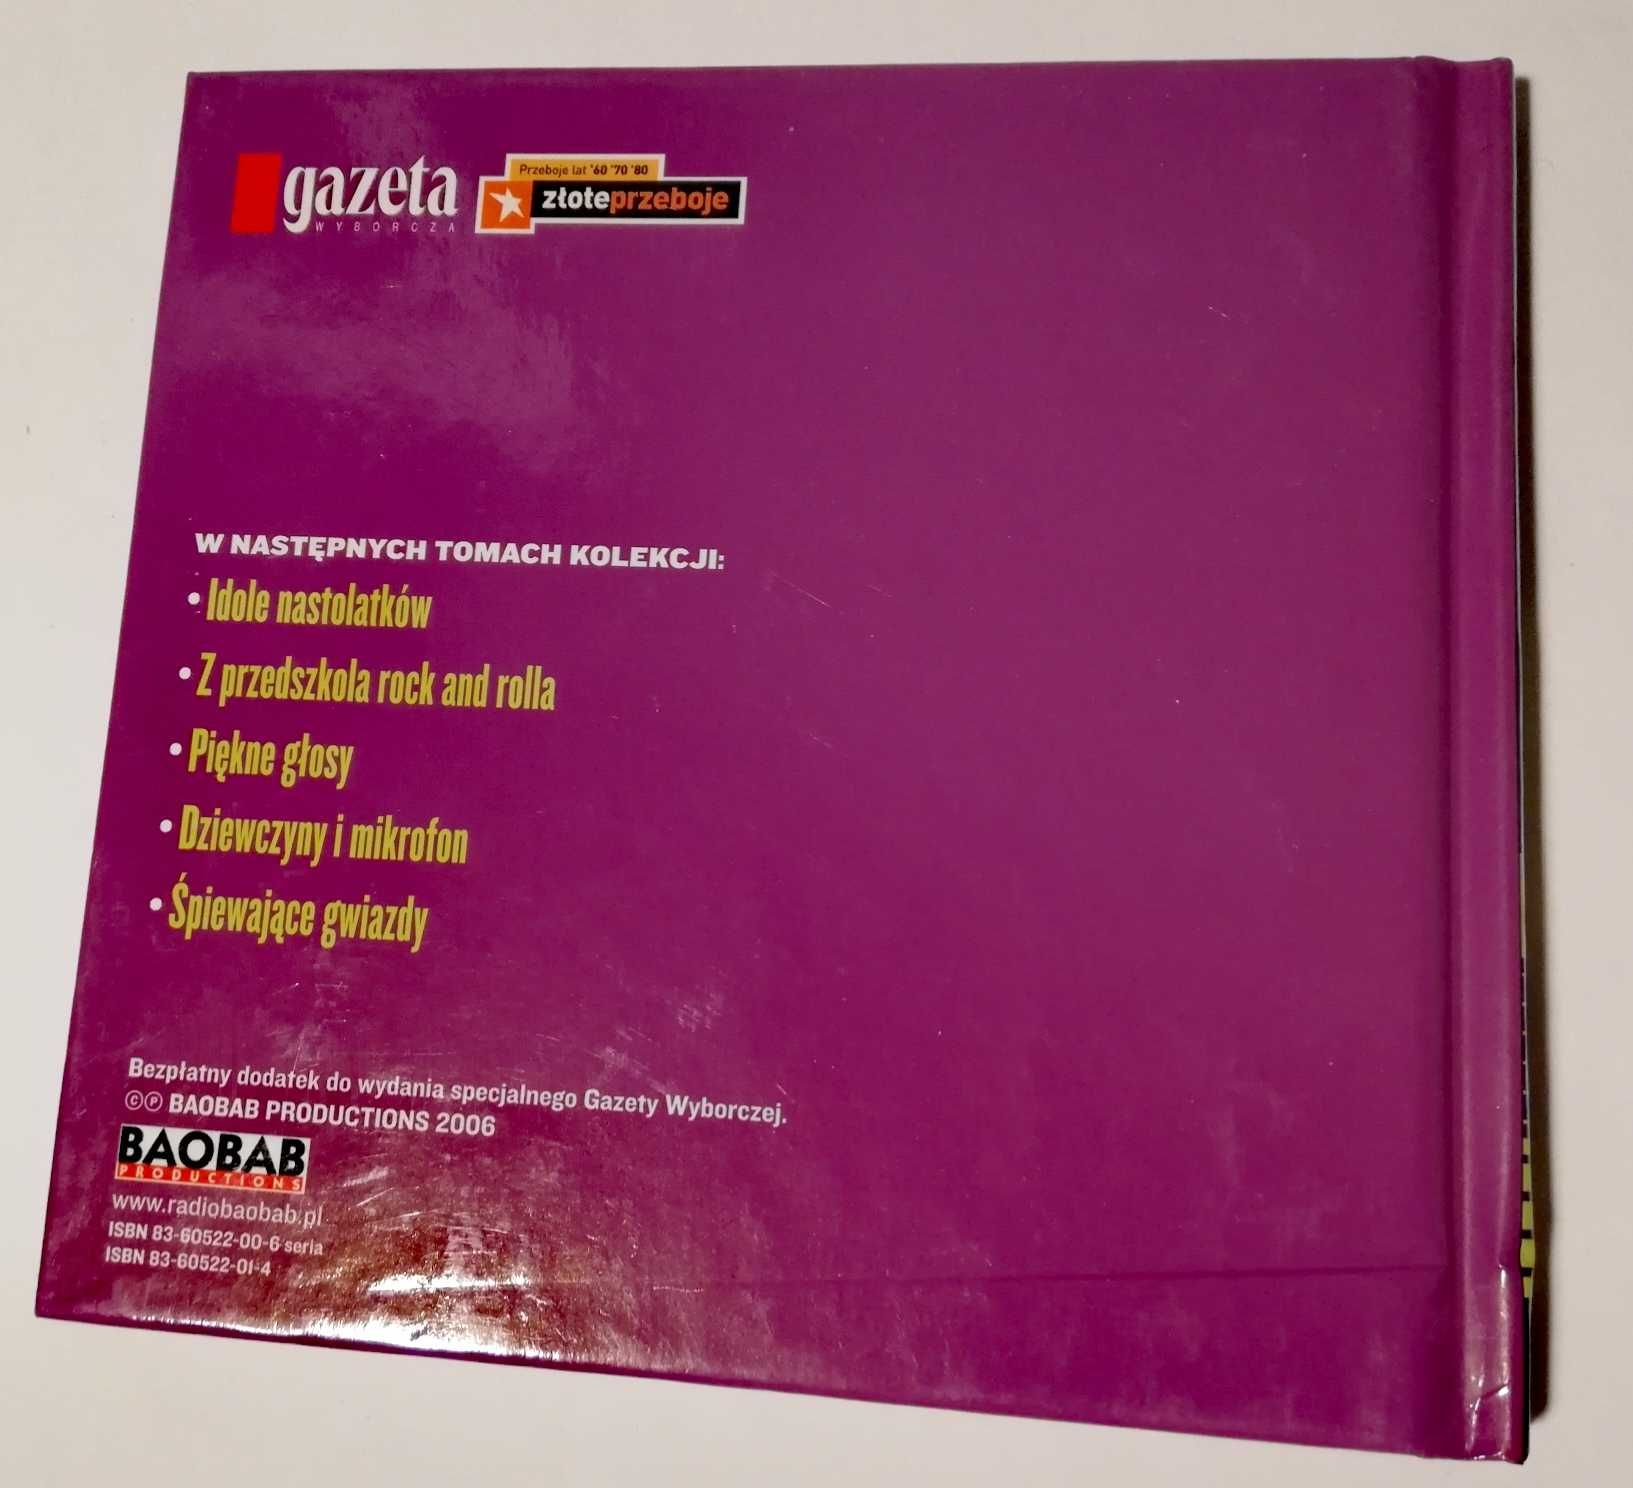 gazeta
WYBORCZA
Przeboje lat '60 '70 '80
złoteprzeboje
W NASTĘPNYCH TOMACH KOLEKCJI:
• Idole nastolatków
• Z przedszkola rock and rolla
• Piękne głosy
• Dziewczyny i mikrofon
• Śpiewające gwiazdy
Bezpłatny dodatek do wydania specjalnego Gazety Wyborczej.
©℗ BAOBAB PRODUCTIONS 2006
BAOBAB
PRODUCTIONS
www.radiobaobab.pl
ISBN 83-60522-00-6 seria
ISBN 83-60522-01-4